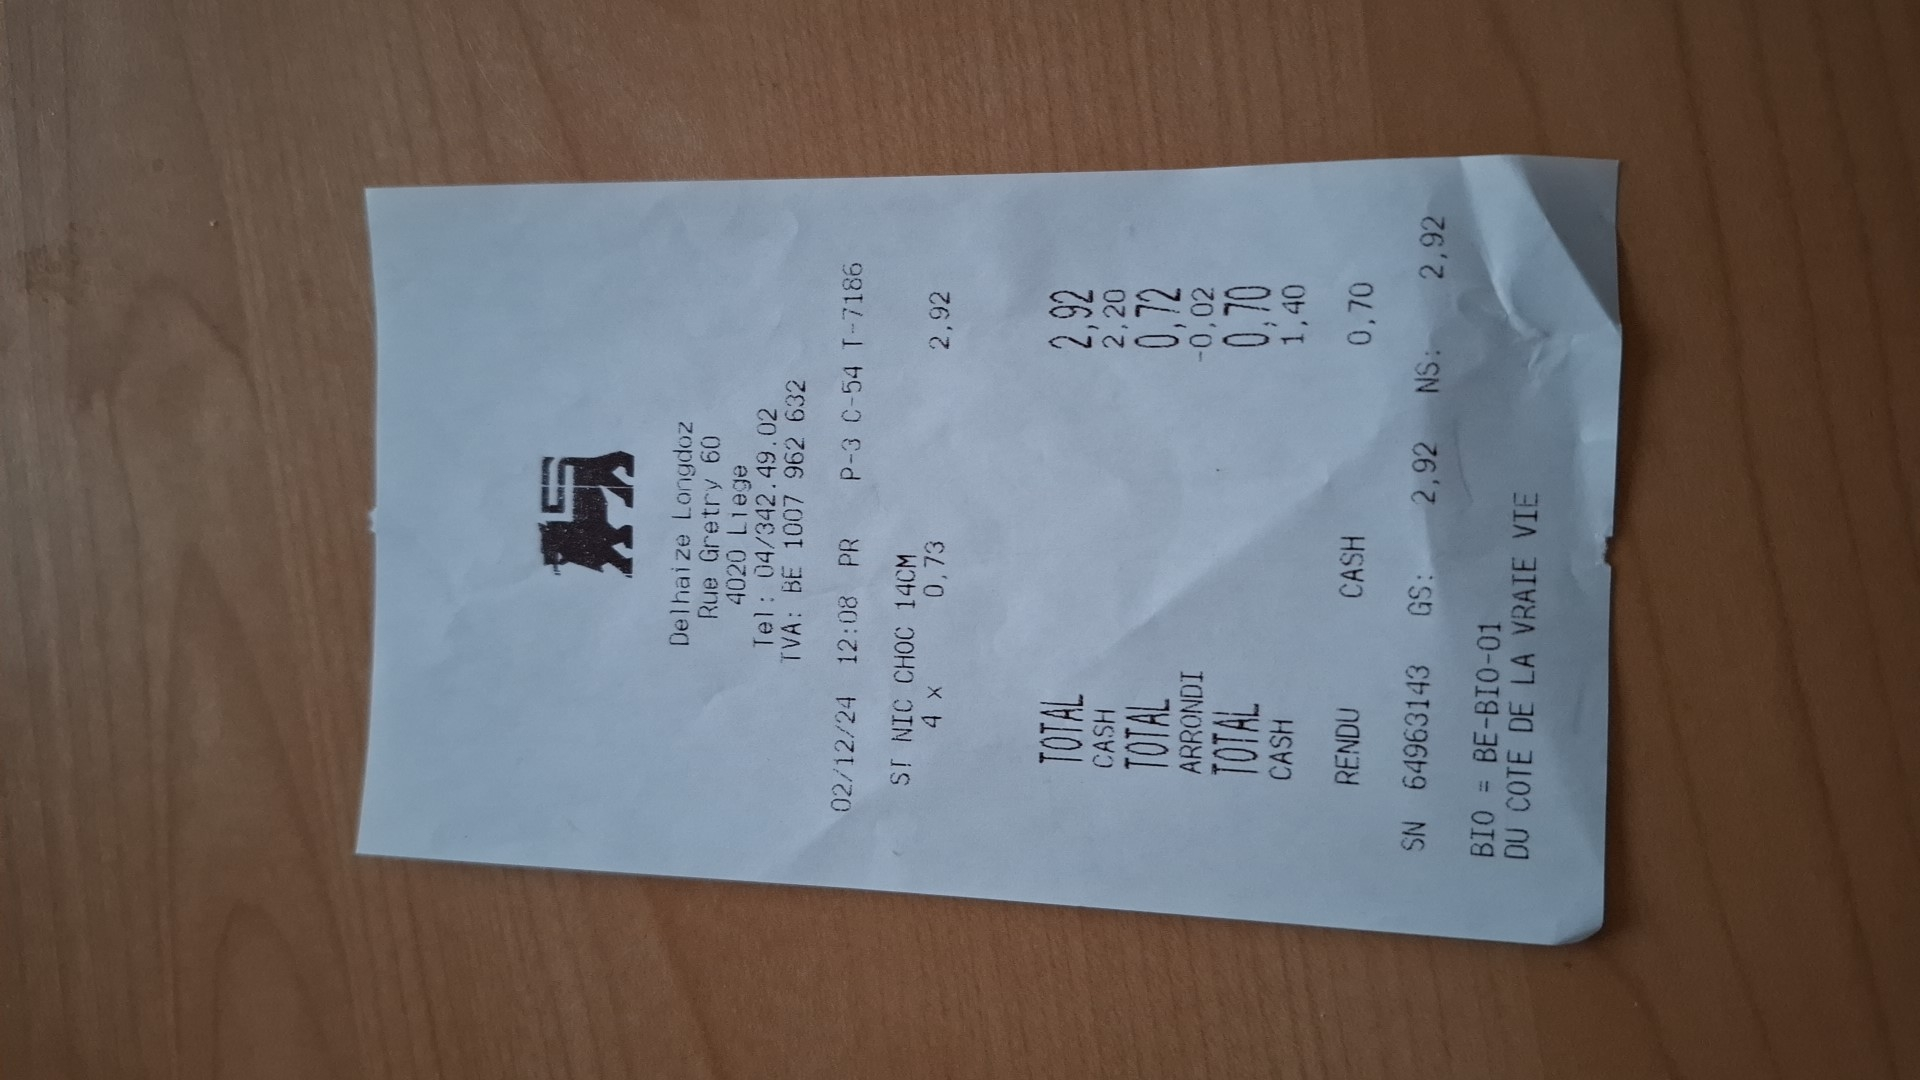 Delhaize Longdoz
Rue Gretry 60
4020 Liege
Tel: 04/342.49.02
TVA: BE 1007 962 632
02/12/24 12:08 PR P-3 C-54 T-7186
ST NIC CHOC 14CM
4 x 0,73 2,92
TOTAL 2,92
CASH 2,20
TOTAL 0,72
ARRONDI -0,02
TOTAL 0,70
CASH 1,40
RENDU CASH 0,70
SN 64963143 GS: 2,92 NS: 2,92
BIO = BE-BIO-01
DU COTE DE LA VRAIE VIE